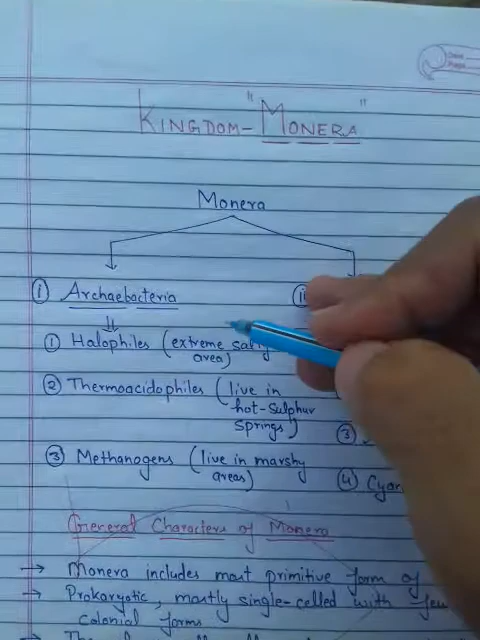 KINGDOM- "MONERA"
Monera
① Archaebacteria
(ii)
① Halophiles (extreme salty
area)
② Thermoacidophiles (live in
hot-sulphur
springs)
③
③ Methanogens (live in marshy
areas)
④ Cyan
General Characters of Monera
→ Monera includes most primitive form of
→ Prokaryotic, mostly single-celled with few
colonial forms